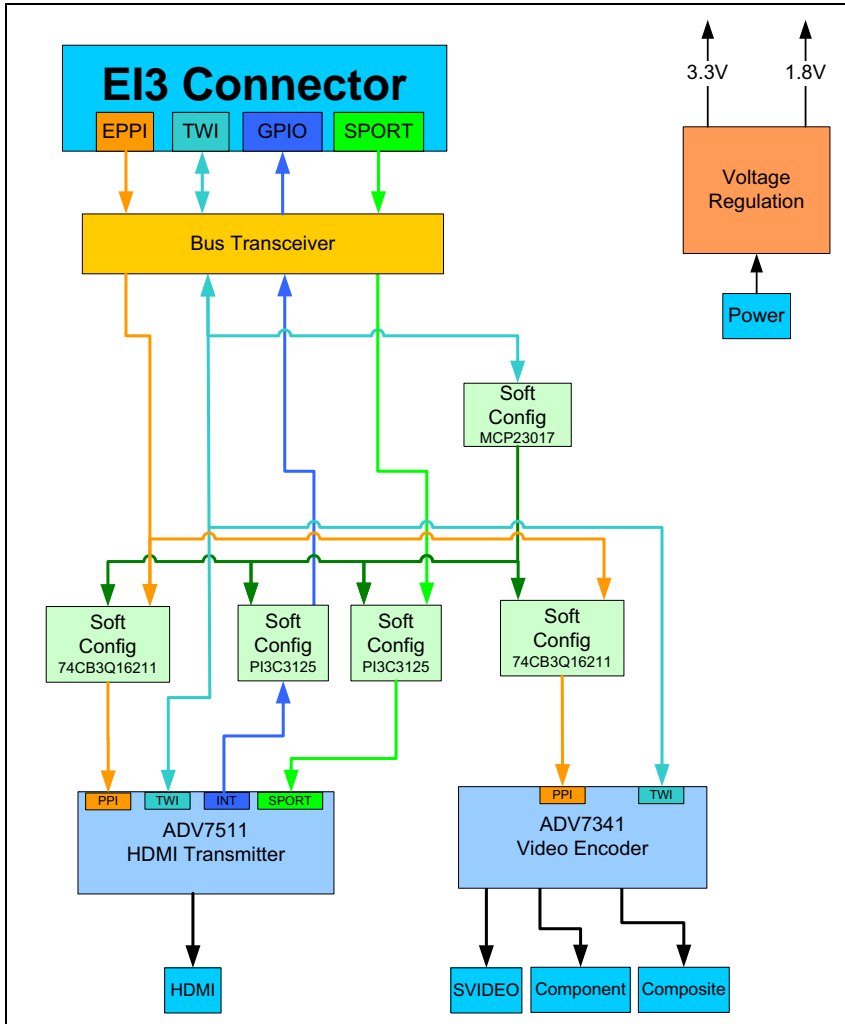 EI3 Connector
EPPI
TWI
GPIO
SPORT
Bus Transceiver
3.3V
1.8V
Voltage
Regulation
Power
Soft
Config
MCP23017
Soft
Config
74CB3Q16211
Soft
Config
PI3C3125
Soft
Config
PI3C3125
Soft
Config
74CB3Q16211
PPI
TWI
INT
SPORT
ADV7511
HDMI Transmitter
PPI
TWI
ADV7341
Video Encoder
HDMI
SVIDEO
Component
Composite